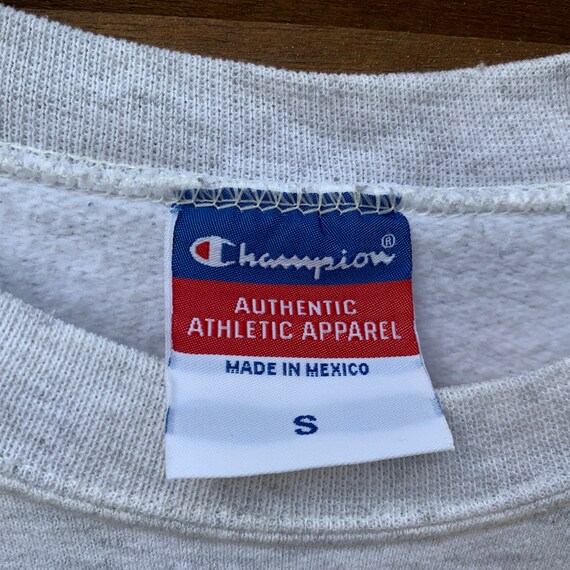 Champion®
AUTHENTIC
ATHLETIC APPAREL
MADE IN MEXICO
S